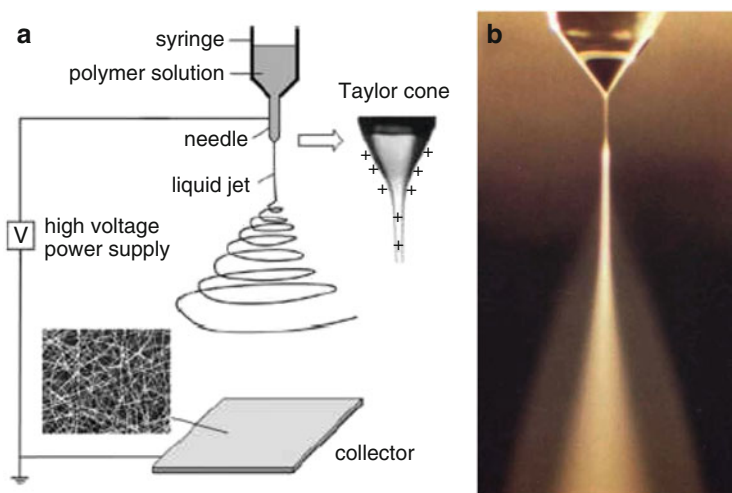 a
syringe
polymer solution
Taylor cone
needle
+ +
+ +
+ +
+
+
liquid jet
V
high voltage
power supply
collector
b